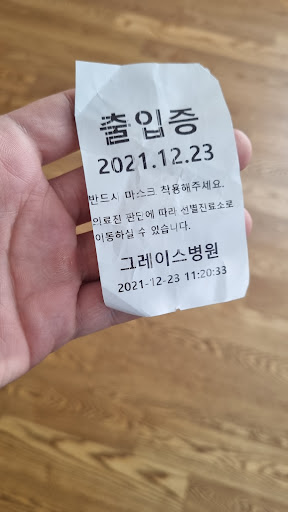 출입증
2021.12.23
반드시 마스크 착용해주세요.
의료진 판단에 따라 선별진료소로
이동하실 수 있습니다.
그레이스병원
2021-12-23 11:20:33